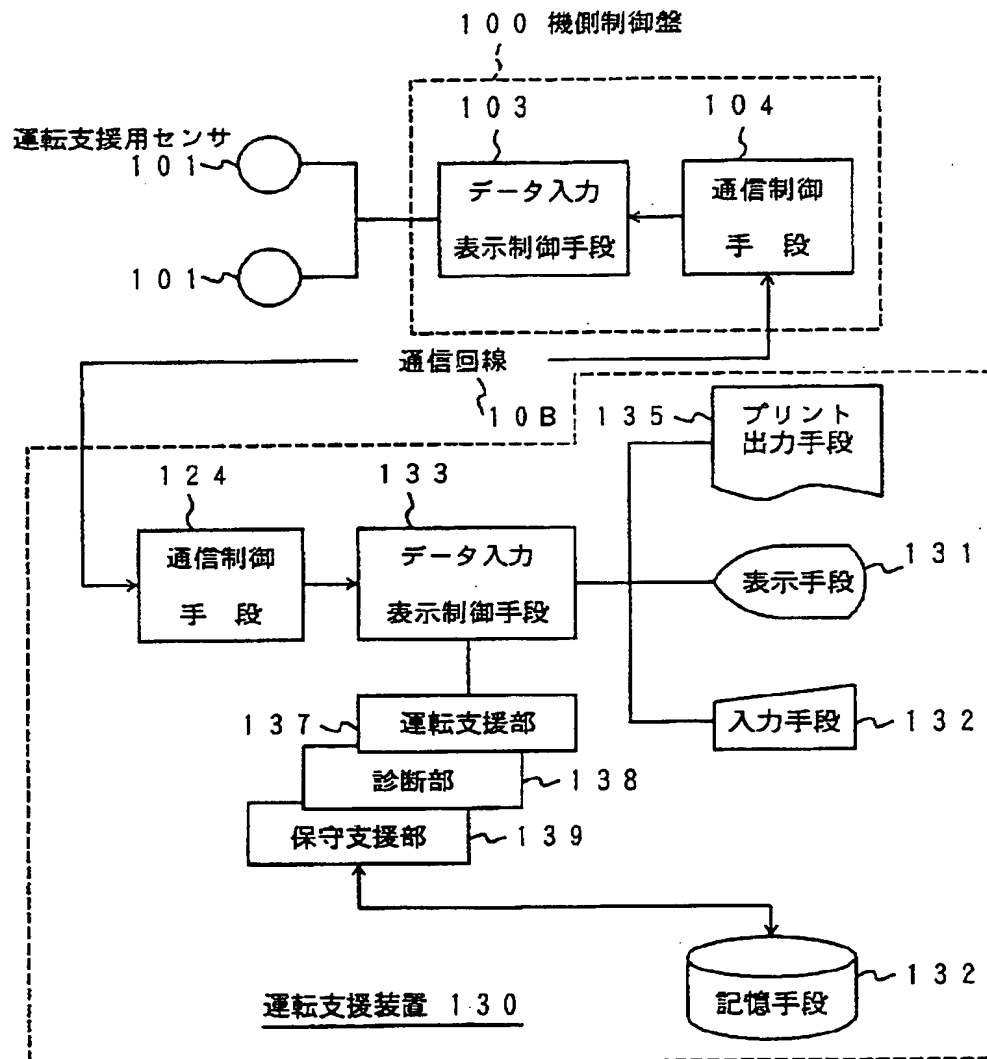 １００ 機側制御盤
１０３
１０４
運転支援用センサ
１０１
データ入力
表示制御手段
通信制御
手　段
１０１
通信回線
１０Ｂ
１３５
プリント
出力手段
１２４
１３３
通信制御
手　段
データ入力
表示制御手段
表示手段
１３１
１３７
運転支援部
入力手段
１３２
診断部
１３８
保守支援部
１３９
記憶手段
１３２
運転支援装置 １３０